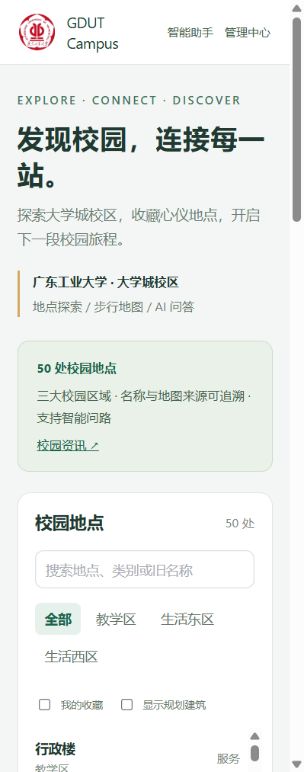 GDUT
Campus
智能助手 管理中心
EXPLORE · CONNECT · DISCOVER
发现校园，连接每一
站。
探索大学城校区，收藏心仪地点，开启
下一段校园旅程。
广东工业大学 · 大学城校区
地点探索 / 步行地图 / AI 问答
50 处校园地点
三大校园区域 · 名称与地图来源可追溯 ·
支持智能问路
校园资讯 ↗
校园地点 50 处
搜索地点、类别或旧名称
全部 教学区 生活东区
生活西区
我的收藏 显示规划建筑
行政楼 服务
教学区